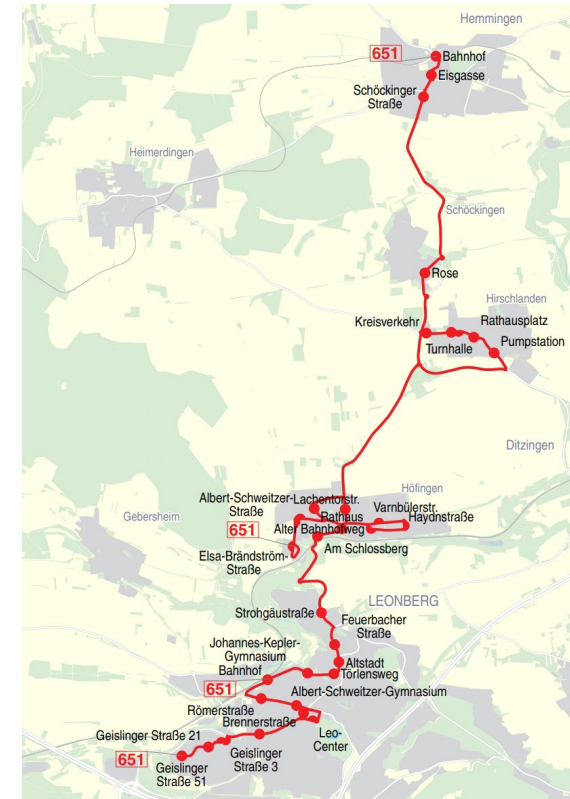 Hemmingen
651
Bahnhof
Eisgasse
Schöckinger
Straße
Heimerdingen
Schöckingen
Rose
Hirschlanden
Kreisverkehr
Rathausplatz
Turnhalle
Pumpstation
Ditzingen
Höfingen
Albert-Schweitzer-
Straße
Lachentorstr.
Rathaus
Varnbülerstr.
Haydnstraße
Gebersheim
651
Alter Bahnhofweg
Elsa-Brändström-
Straße
Am Schlossberg
LEONBERG
Strohgäustraße
Feuerbacher
Straße
Johannes-Kepler-
Gymnasium
Bahnhof
Altstadt
Törlensweg
651
Albert-Schweitzer-Gymnasium
Römerstraße
Brennerstraße
Leo-
Center
Geislinger Straße 21
651
Geislinger
Straße 51
Geislinger
Straße 3